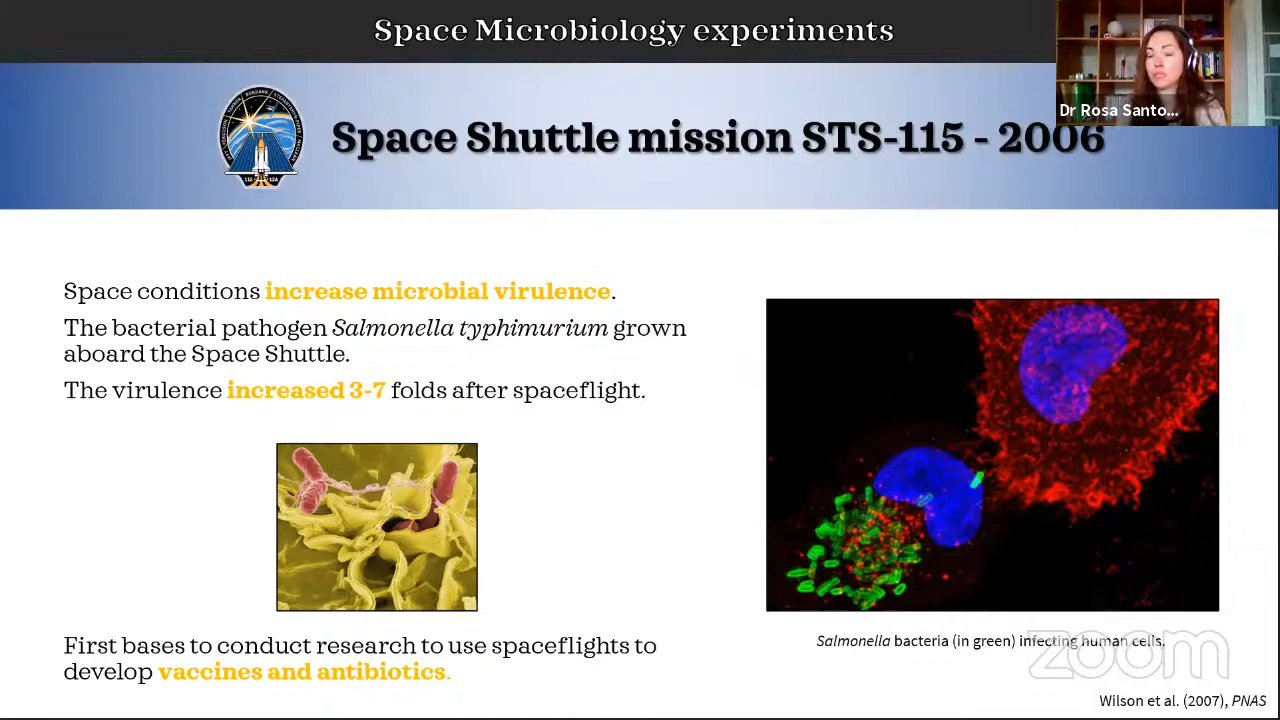 Space Microbiology experiments
Dr Rosa Santo...
Space Shuttle mission STS-115 - 2006
Space conditions increase microbial virulence.
The bacterial pathogen Salmonella typhimurium grown
aboard the Space Shuttle.
The virulence increased 3-7 folds after spaceflight.
First bases to conduct research to use spaceflights to
develop vaccines and antibiotics.
Salmonella bacteria (in green) infecting human cells.
zoom
Wilson et al. (2007), PNAS